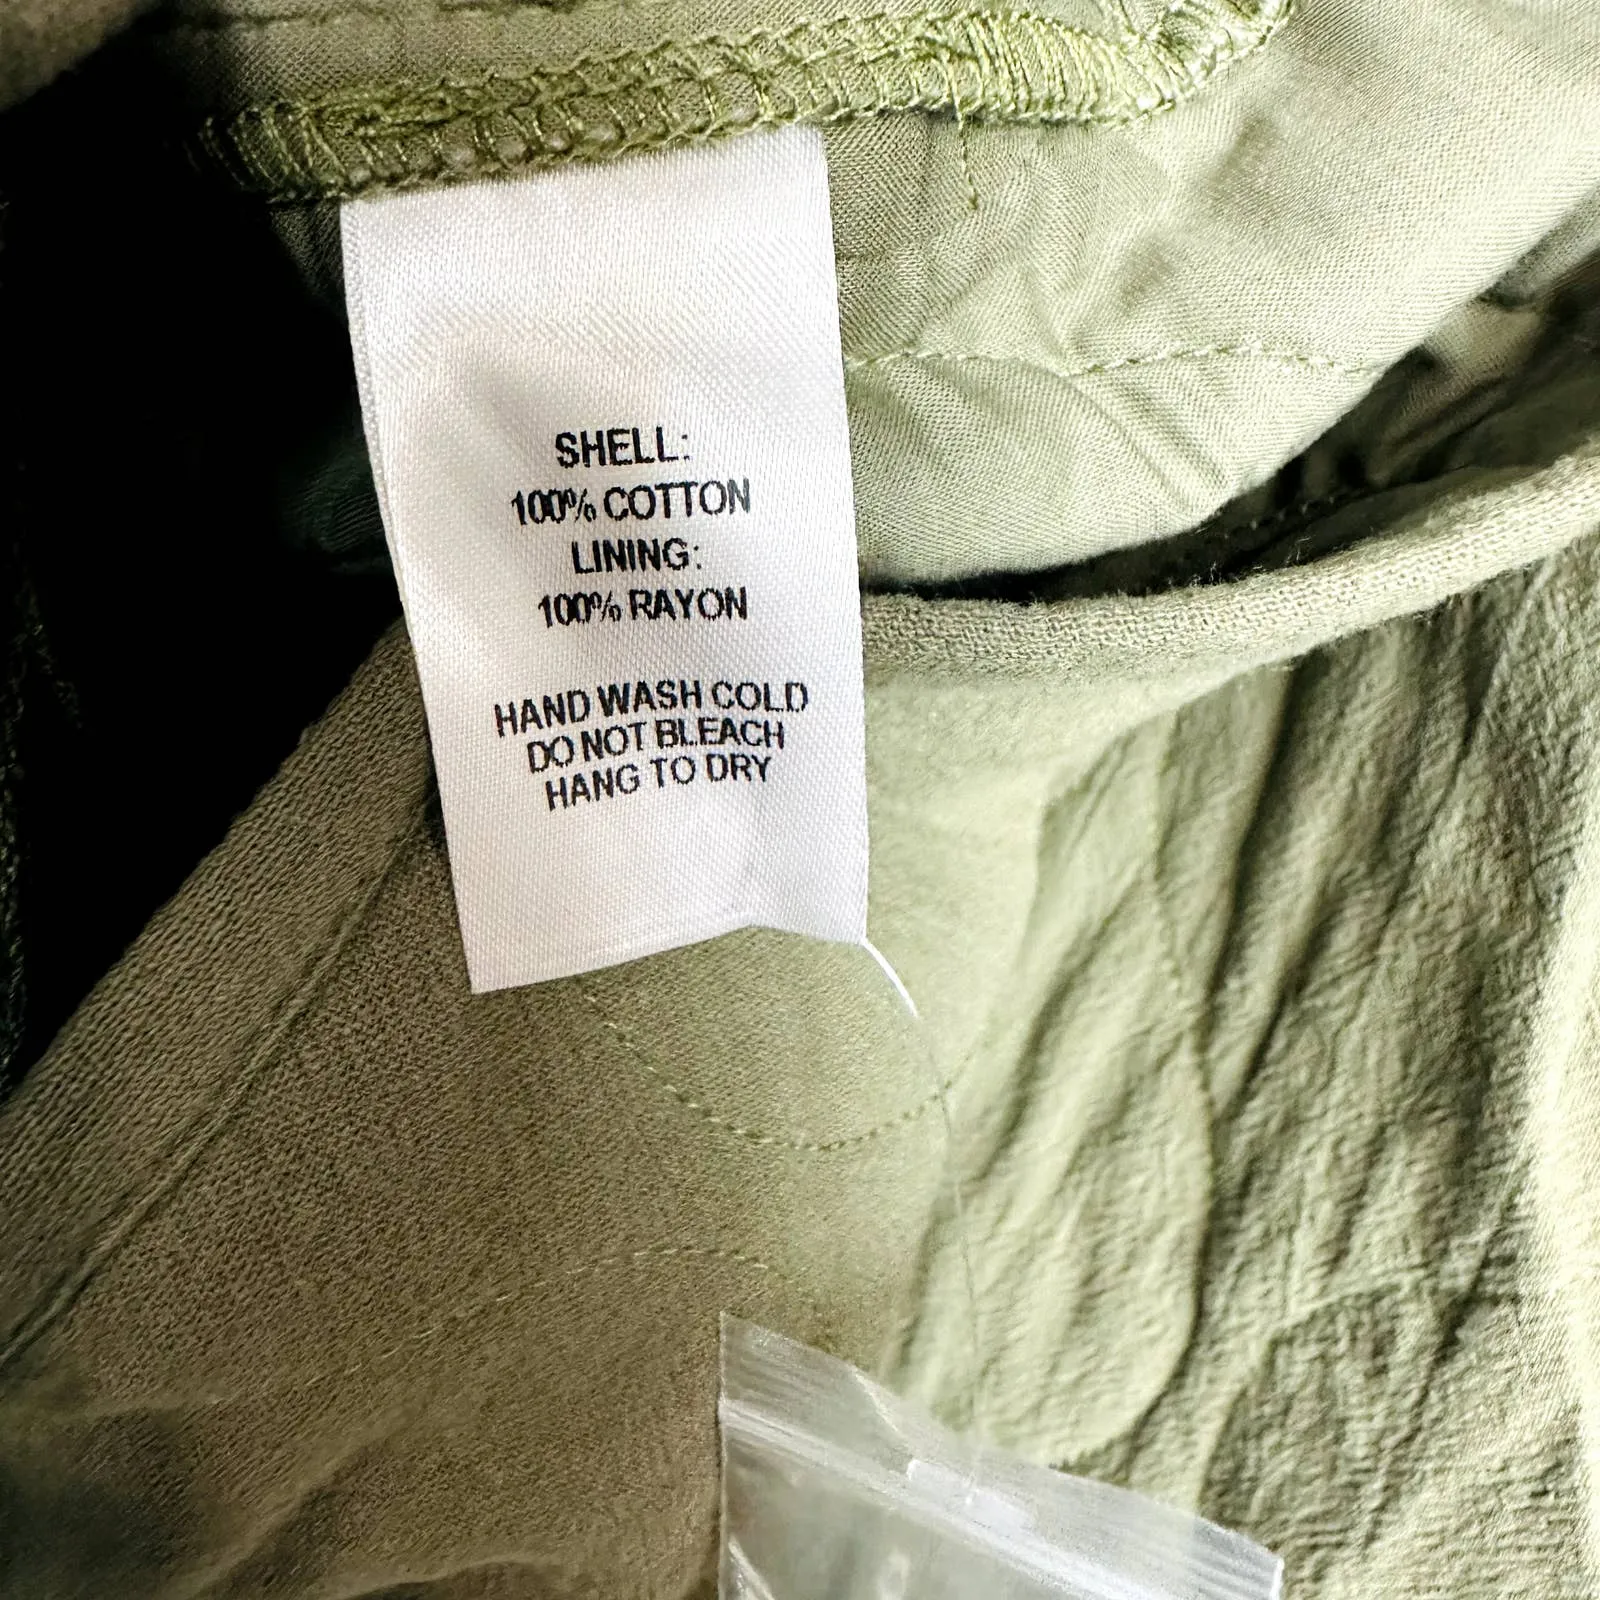 SHELL:
100% COTTON
LINING:
100% RAYON
HAND WASH COLD
DO NOT BLEACH
HANG TO DRY